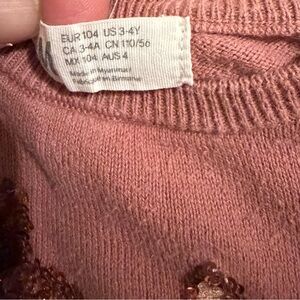 EUR 104 US 3-4Y
CA 3-4A CN 110/56
MX 104 AUS 4
Made in Myanmar
Fabriqué en Birmanie